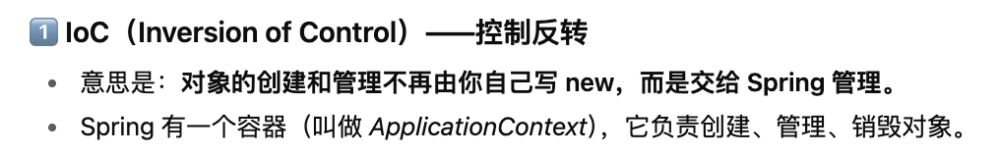 1️⃣ IoC（Inversion of Control）——控制反转
• 意思是：对象的创建和管理不再由你自己写 new，而是交给 Spring 管理。
• Spring 有一个容器（叫做 ApplicationContext），它负责创建、管理、销毁对象。